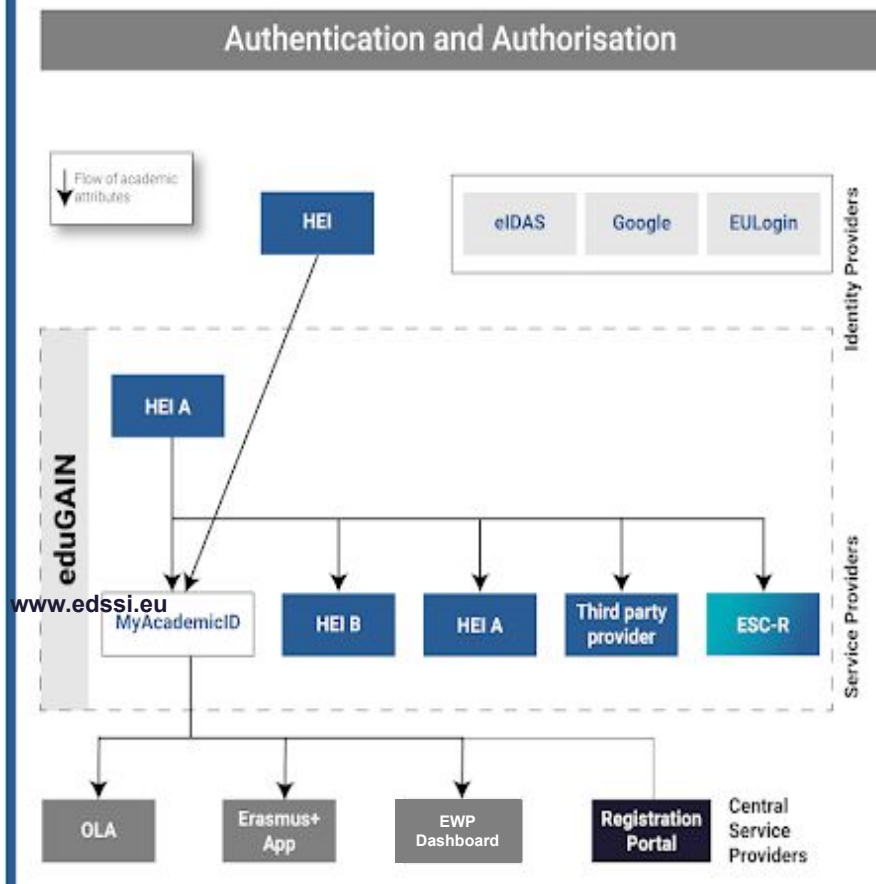 Authentication and Authorisation
Flow of academic
attributes
HEI
eIDAS
Google
EULogin
Identity Providers
HEI A
eduGAIN
www.edssi.eu
MyAcademicID
HEI B
HEI A
Third party
provider
ESC-R
Service Providers
OLA
Erasmus+
App
EWP
Dashboard
Registration
Portal
Central
Service
Providers